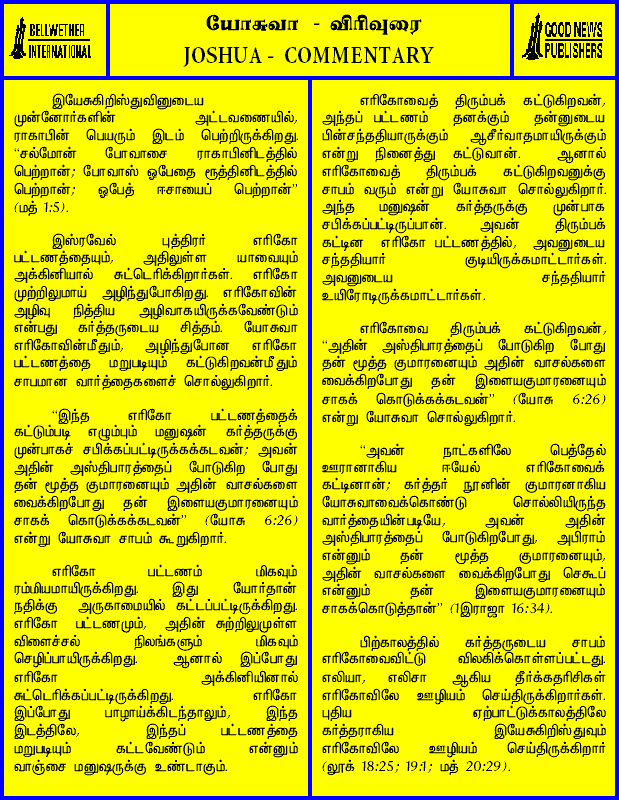 BELLWETHER
INTERNATIONAL
யோசுவா - விரிவுரை
JOSHUA - COMMENTARY
GOOD NEWS
PUBLISHERS
இயேசுகிறிஸ்துவினுடைய
முன்னோர்களின் அட்டவணையில்,
ராகாபின் பெயரும் இடம் பெற்றிருக்கிறது.
“சல்மோன் போவாசை ராகாபினிடத்தில்
பெற்றான்; போவாஸ் ஒபேதை ரூத்தினிடத்தில்
பெற்றான்; ஓபேத் ஈசாயைப் பெற்றான்”
(மத் 1:5).
இஸ்ரவேல் புத்திரர் எரிகோ
பட்டணத்தையும், அதிலுள்ள யாவையும்
அக்கினியால் சுட்டெரிக்கிறார்கள். எரிகோ
முற்றிலுமாய் அழிந்துபோகிறது. எரிகோவின்
அழிவு நித்திய அழிவாகயிருக்கவேண்டும்
என்பது கர்த்தருடைய சித்தம். யோசுவா
எரிகோவின்மீதும், அழிந்துபோன எரிகோ
பட்டணத்தை மறுபடியும் கட்டுகிறவன்மீதும்
சாபமான வார்த்தைகளைச் சொல்லுகிறார்.
“இந்த எரிகோ பட்டணத்தைக்
கட்டும்படி எழும்பும் மனுஷன் கர்த்தருக்கு
முன்பாகச் சபிக்கப்பட்டிருக்கக்கடவன்; அவன்
அதின் அஸ்திபாரத்தைப் போடுகிற போது
தன் மூத்த குமாரனையும் அதின் வாசல்களை
வைக்கிறபோது தன் இளையகுமாரனையும்
சாகக் கொடுக்கக்கடவன்” (யோசு 6:26)
என்று யோசுவா சாபம் கூறுகிறார்.
எரிகோ பட்டணம் மிகவும்
ரம்மியமாயிருக்கிறது. இது யோர்தான்
நதிக்கு அருகாமையில் கட்டப்பட்டிருக்கிறது.
எரிகோ பட்டணமும், அதின் சுற்றிலுமுள்ள
விளைச்சல் நிலங்களும் மிகவும்
செழிப்பாயிருக்கிறது. ஆனால் இப்போது
எரிகோ அக்கினியினால்
சுட்டெரிக்கப்பட்டிருக்கிறது. எரிகோ
இப்போது பாழாய்க்கிடந்தாலும், இந்த
இடத்திலே, இந்தப் பட்டணத்தை
மறுபடியும் கட்டவேண்டும் என்னும்
வாஞ்சை மனுஷருக்கு உண்டாகும்.
எரிகோவைத் திரும்பக் கட்டுகிறவன்,
அந்தப் பட்டணம் தனக்கும் தன்னுடைய
பின்சந்ததியாருக்கும் ஆசீர்வாதமாயிருக்கும்
என்று நினைத்து கட்டுவான். ஆனால்
எரிகோவைத் திரும்பக் கட்டுகிறவனுக்கு
சாபம் வரும் என்று யோசுவா சொல்லுகிறார்.
அந்த மனுஷன் கர்த்தருக்கு முன்பாக
சபிக்கப்பட்டிருப்பான். அவன் திரும்பக்
கட்டின எரிகோ பட்டணத்தில், அவனுடைய
சந்ததியார் குடியிருக்கமாட்டார்கள்.
அவனுடைய சந்ததியார்
உயிரோடிருக்கமாட்டார்கள்.
எரிகோவை திரும்பக் கட்டுகிறவன்,
“அதின் அஸ்திபாரத்தைப் போடுகிற போது
தன் மூத்த குமாரனையும் அதின் வாசல்களை
வைக்கிறபோது தன் இளையகுமாரனையும்
சாகக் கொடுக்கக்கடவன்” (யோசு 6:26)
என்று யோசுவா சொல்லுகிறார்.
“அவன் நாட்களிலே பெத்தேல்
ஊரானாகிய ஈயேல் எரிகோவைக்
கட்டினான்; கர்த்தர் நூனின் குமாரனாகிய
யோசுவாவைக்கொண்டு சொல்லியிருந்த
வார்த்தையின்படியே, அவன் அதின்
அஸ்திபாரத்தைப் போடுகிறபோது, அபிராம்
என்னும் தன் மூத்த குமாரனையும்,
அதின் வாசல்களை வைக்கிறபோது செகூப்
என்னும் தன் இளைய குமாரனையும்
சாகக்கொடுத்தான்” (1இராஜா 16:34).
பிற்காலத்தில் கர்த்தருடைய சாபம்
எரிகோவைவிட்டு விலகிக்கொள்ளப்பட்டது.
எலியா, எலிசா ஆகிய தீர்க்கதரிசிகள்
எரிகோவிலே ஊழியம் செய்திருக்கிறார்கள்.
புதிய ஏற்பாட்டுக்காலத்திலே
கர்த்தராகிய இயேசுகிறிஸ்துவும்
எரிகோவிலே ஊழியம் செய்திருக்கிறார்
(லூக் 18:25; 19:1; மத் 20:29).